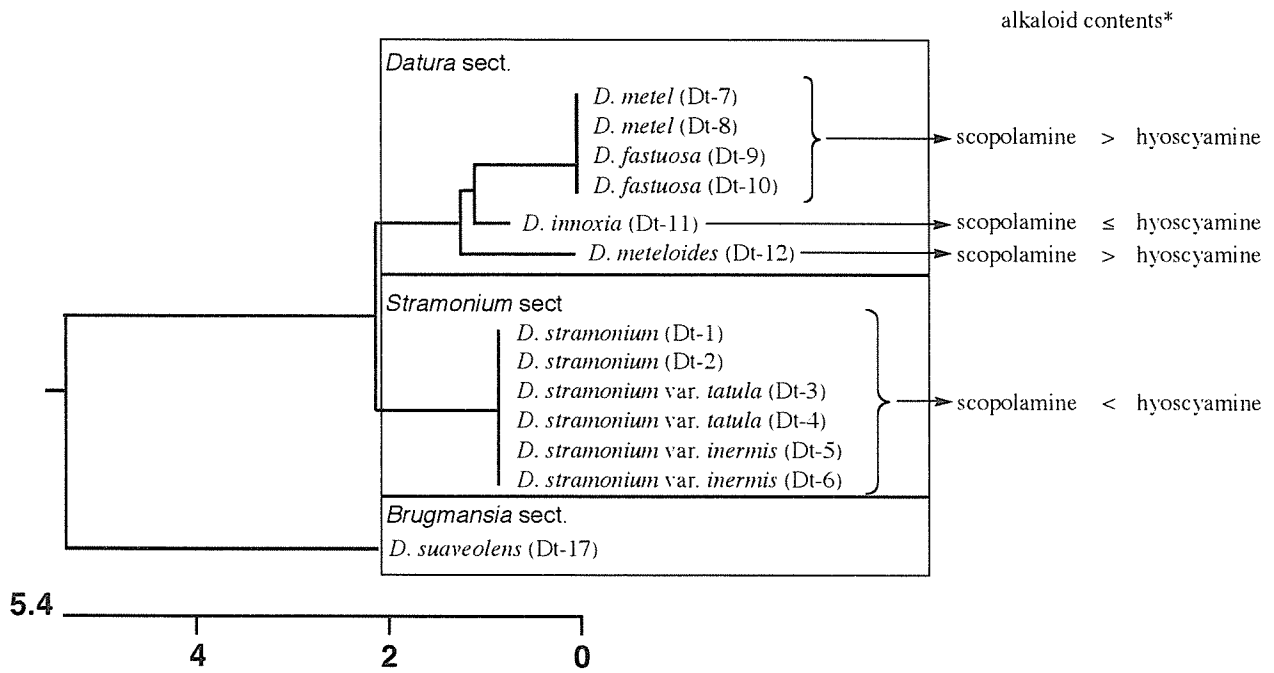 alkaloid contents*
Datura sect.
D. metel (Dt-7)
D. metel (Dt-8)
scopolamine > hyoscyamine
D. fastuosa (Dt-9)
D. fastuosa (Dt-10)
D. innoxia (Dt-11) scopolamine ≤ hyoscyamine
D. meteloides (Dt-12) scopolamine > hyoscyamine
Stramonium sect
D. stramonium (Dt-1)
D. stramonium (Dt-2)
D. stramonium var. tatula (Dt-3)
scopolamine < hyoscyamine
D. stramonium var. tatula (Dt-4)
D. stramonium var. inermis (Dt-5)
D. stramonium var. inermis (Dt-6)
Brugmansia sect.
D. suaveolens (Dt-17)
5.4
4 2 0